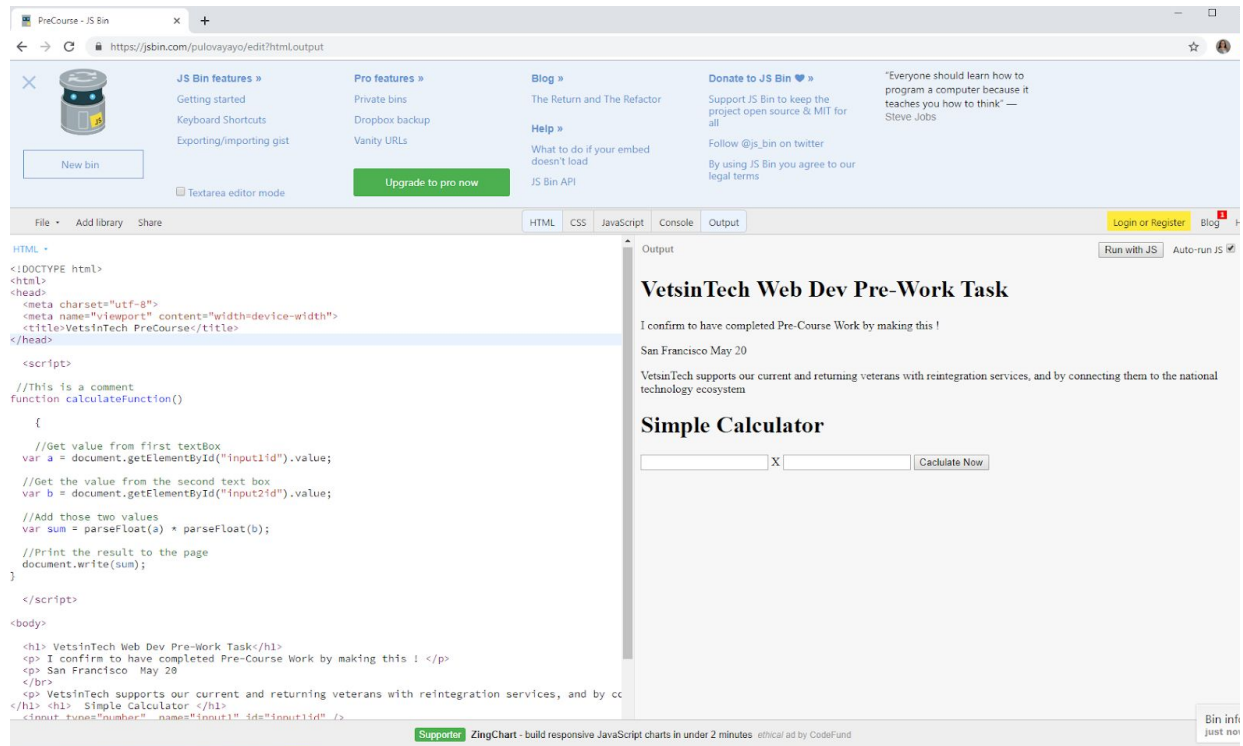 PreCourse - JS Bin
https://jsbin.com/pulovayayo/edit?html,output
JS Bin features »
Getting started
Keyboard Shortcuts
Exporting/importing gist
Textarea editor mode
New bin
Pro features »
Private bins
Dropbox backup
Vanity URLs
Upgrade to pro now
Blog »
The Return and The Refactor
Help »
What to do if your embed
doesn't load
JS Bin API
Donate to JS Bin ♥ »
Support JS Bin to keep the
project open source & MIT for
all
Follow @js_bin on twitter
By using JS Bin you agree to our
legal terms
"Everyone should learn how to
program a computer because it
teaches you how to think" —
Steve Jobs
File Add library Share
HTML CSS JavaScript Console Output
Login or Register Blog 1 H
HTML
<!DOCTYPE html>
<html>
<head>
<meta charset="utf-8">
<meta name="viewport" content="width=device-width">
<title>VetsinTech PreCourse</title>
</head>
<script>
//This is a comment
function calculateFunction()
{
//Get value from first textBox
var a = document.getElementById("input1id").value;
//Get the value from the second text box
var b = document.getElementById("input2id").value;
//Add those two values
var sum = parseFloat(a) * parseFloat(b);
//Print the result to the page
document.write(sum);
}
</script>
<body>
<h1> VetsinTech Web Dev Pre-Work Task</h1>
<p> I confirm to have completed Pre-Course Work by making this ! </p>
<p> San Francisco  May 20
</br>
<p> VetsinTech supports our current and returning veterans with reintegration services, and by co
</h1> <h1>  Simple Calculator </h1>
<input type="number"  name="input1" id="input1id" />
Output
Run with JS Auto-run JS
VetsinTech Web Dev Pre-Work Task
I confirm to have completed Pre-Course Work by making this !
San Francisco May 20
VetsinTech supports our current and returning veterans with reintegration services, and by connecting them to the national
technology ecosystem
Simple Calculator
X Caclulate Now
Bin info
just now
Supporter ZingChart - build responsive JavaScript charts in under 2 minutes ethical ad by CodeFund